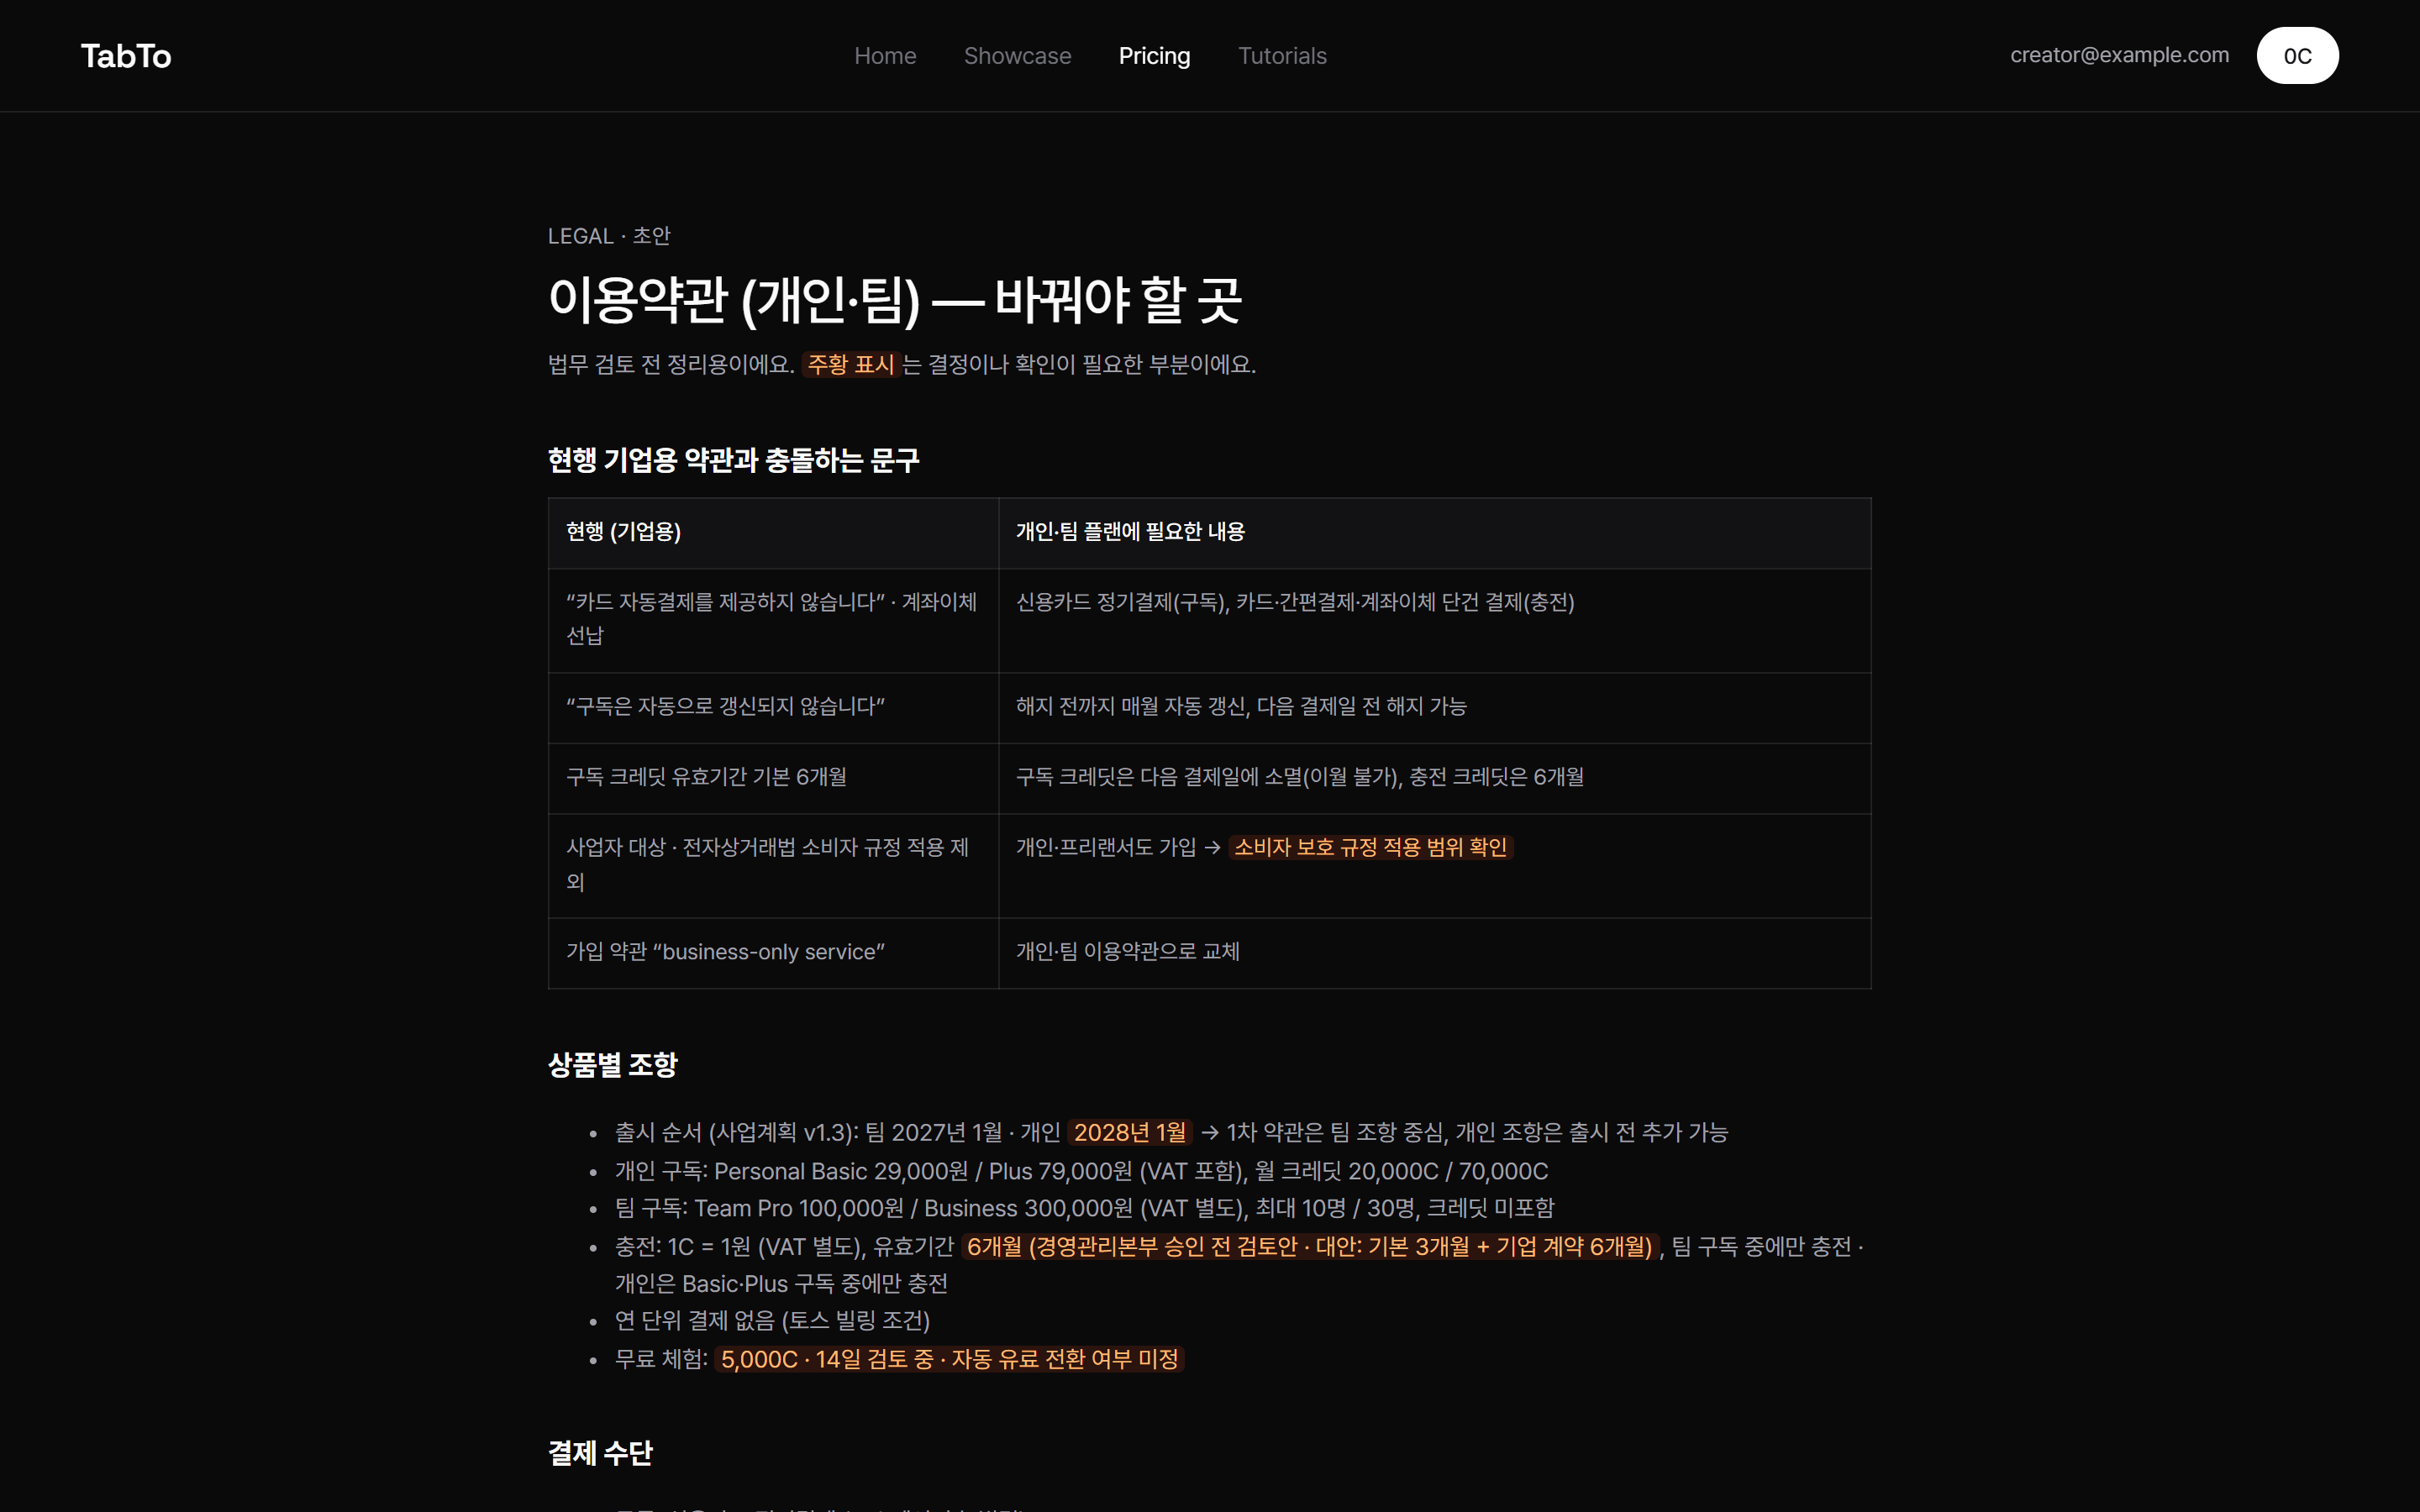 TabTo
Home Showcase Pricing Tutorials
creator@example.com
0C
LEGAL · 초안
이용약관 (개인·팀) — 바꿔야 할 곳
법무 검토 전 정리용이에요. 주황 표시는 결정이나 확인이 필요한 부분이에요.
현행 기업용 약관과 충돌하는 문구
현행 (기업용)
개인·팀 플랜에 필요한 내용
“카드 자동결제를 제공하지 않습니다” · 계좌이체
선납
신용카드 정기결제(구독), 카드·간편결제·계좌이체 단건 결제(충전)
“구독은 자동으로 갱신되지 않습니다”
해지 전까지 매월 자동 갱신, 다음 결제일 전 해지 가능
구독 크레딧 유효기간 기본 6개월
구독 크레딧은 다음 결제일에 소멸(이월 불가), 충전 크레딧은 6개월
사업자 대상 · 전자상거래법 소비자 규정 적용 제
외
개인·프리랜서도 가입 → 소비자 보호 규정 적용 범위 확인
가입 약관 “business-only service”
개인·팀 이용약관으로 교체
상품별 조항
• 출시 순서 (사업계획 v1.3): 팀 2027년 1월 · 개인 2028년 1월 → 1차 약관은 팀 조항 중심, 개인 조항은 출시 전 추가 가능
• 개인 구독: Personal Basic 29,000원 / Plus 79,000원 (VAT 포함), 월 크레딧 20,000C / 70,000C
• 팀 구독: Team Pro 100,000원 / Business 300,000원 (VAT 별도), 최대 10명 / 30명, 크레딧 미포함
• 충전: 1C = 1원 (VAT 별도), 유효기간 6개월 (경영관리본부 승인 전 검토안 · 대안: 기본 3개월 + 기업 계약 6개월) , 팀 구독 중에만 충전 ·
개인은 Basic·Plus 구독 중에만 충전
• 연 단위 결제 없음 (토스 빌링 조건)
• 무료 체험: 5,000C · 14일 검토 중 · 자동 유료 전환 여부 미정
결제 수단